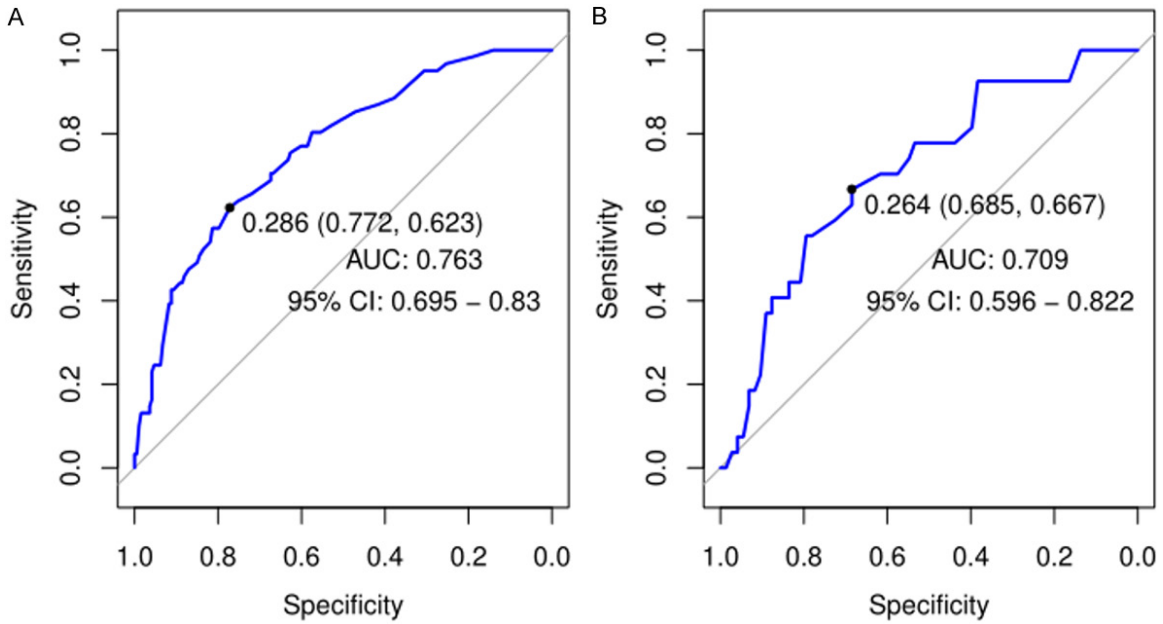 A
1.0
0.8
0.6
0.4
0.2
0.0
Sensitivity
0.286 (0.772, 0.623)
AUC: 0.763
95% CI: 0.695 – 0.83
1.0 0.8 0.6 0.4 0.2 0.0
Specificity
B
1.0
0.8
0.6
0.4
0.2
0.0
Sensitivity
0.264 (0.685, 0.667)
AUC: 0.709
95% CI: 0.596 – 0.822
1.0 0.8 0.6 0.4 0.2 0.0
Specificity